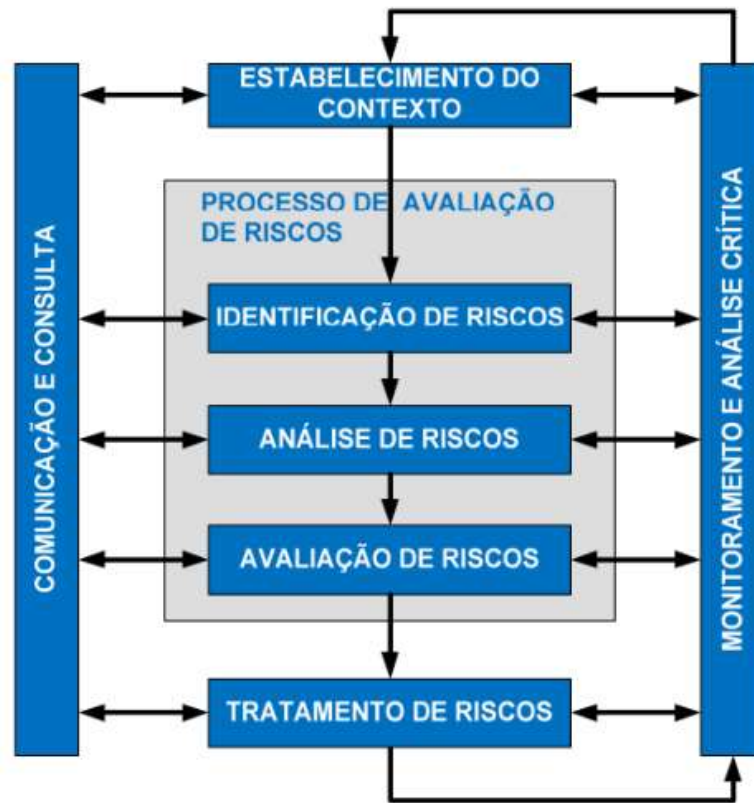 ESTABELECIMENTO DO
CONTEXTO
PROCESSO DE AVALIAÇÃO
DE RISCOS
IDENTIFICAÇÃO DE RISCOS
ANÁLISE DE RISCOS
AVALIAÇÃO DE RISCOS
TRATAMENTO DE RISCOS
COMUNICAÇÃO E CONSULTA
MONITORAMENTO E ANÁLISE CRÍTICA